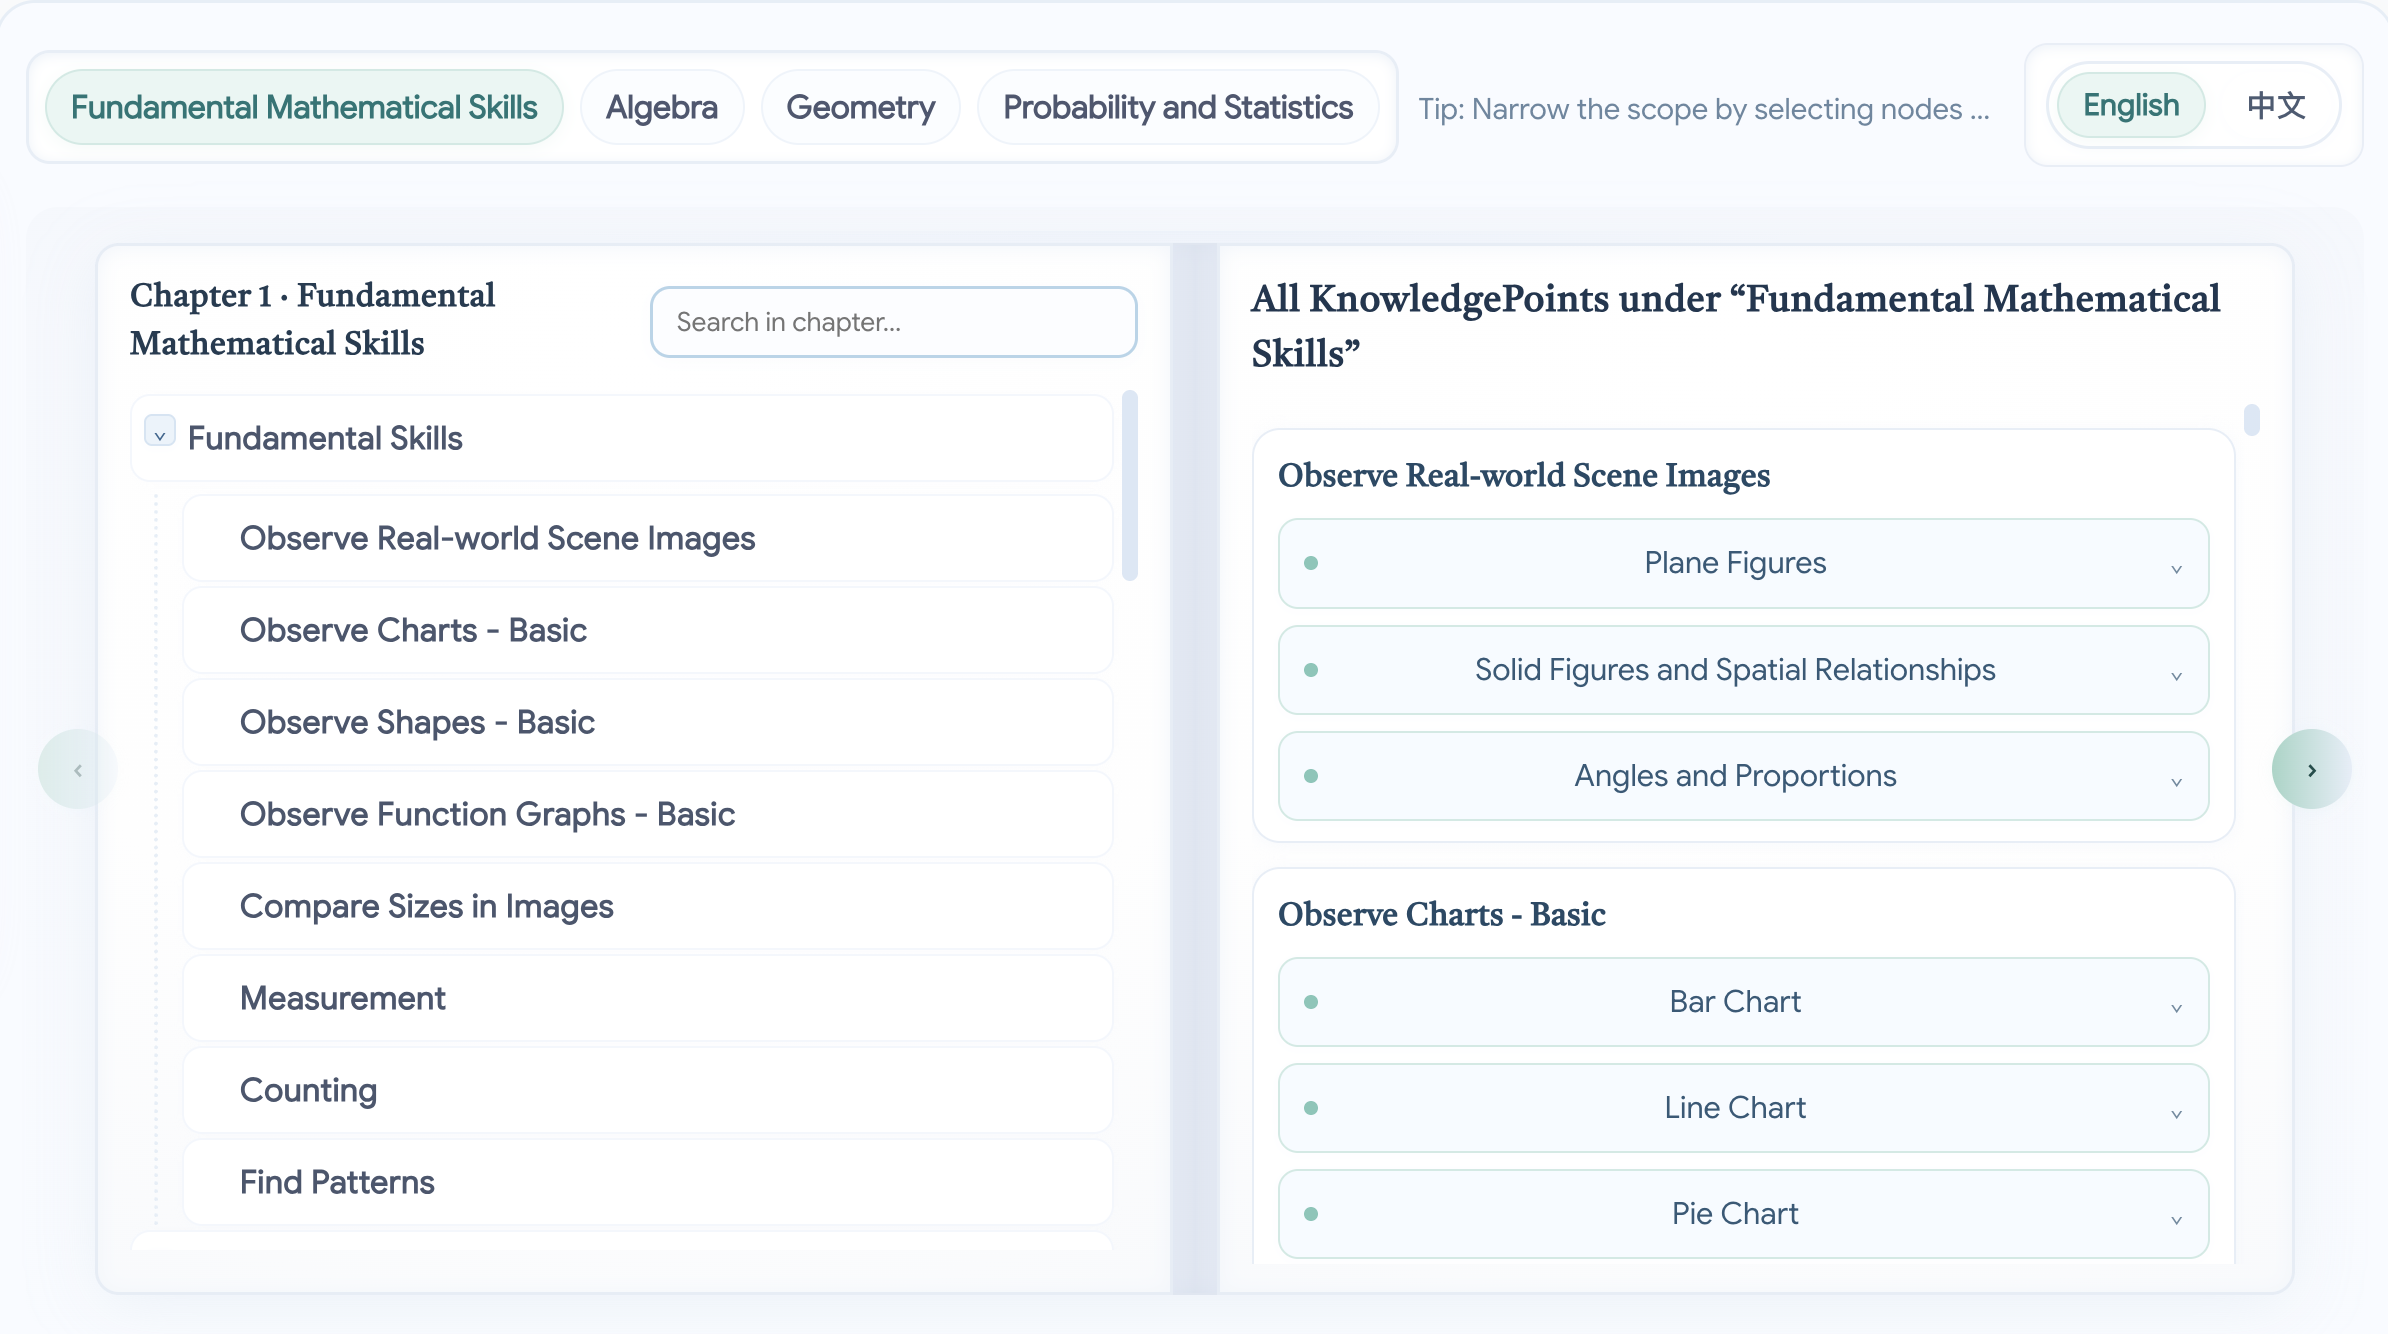 Fundamental Mathematical Skills
Algebra
Geometry
Probability and Statistics
Tip: Narrow the scope by selecting nodes ...
English
中文
Chapter 1 · Fundamental
Mathematical Skills
Search in chapter...
Fundamental Skills
Observe Real-world Scene Images
Observe Charts - Basic
Observe Shapes - Basic
Observe Function Graphs - Basic
Compare Sizes in Images
Measurement
Counting
Find Patterns
All KnowledgePoints under “Fundamental Mathematical
Skills”
Observe Real-world Scene Images
Plane Figures
Solid Figures and Spatial Relationships
Angles and Proportions
Observe Charts - Basic
Bar Chart
Line Chart
Pie Chart